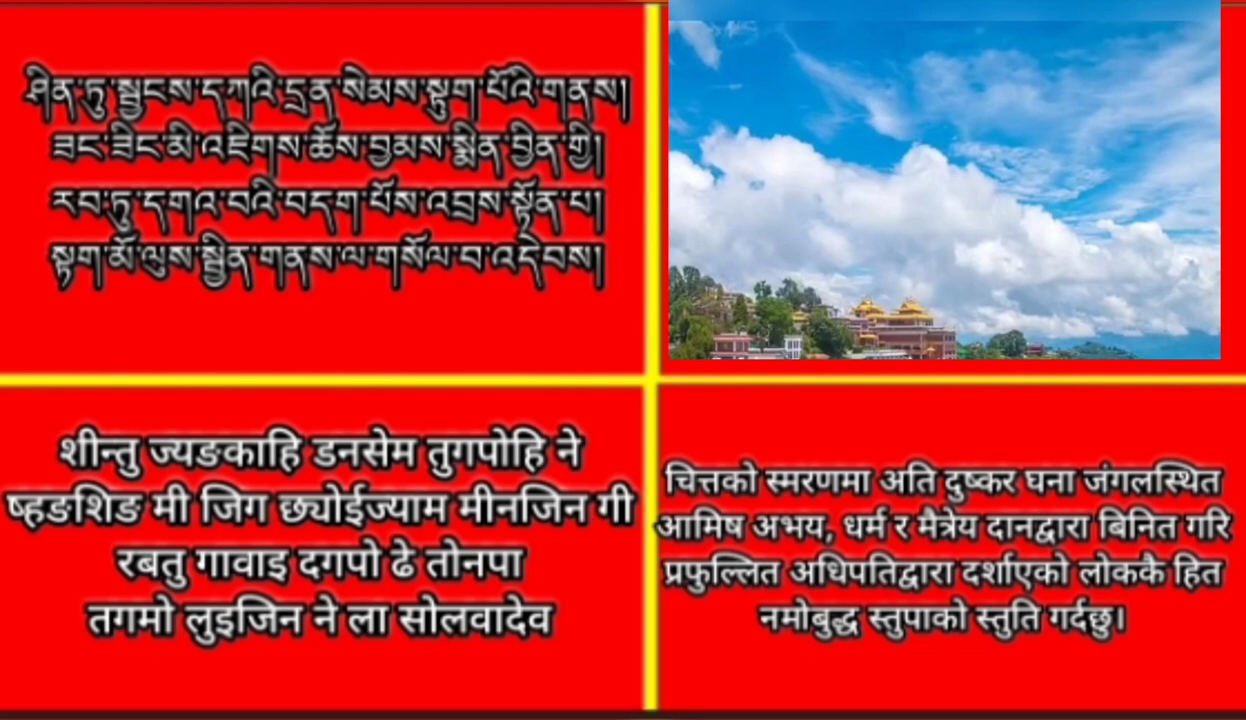 ཤིན་ཏུ་སྦྱངས་དཀའི་དྲན་སེམས་སྟུག་པོའི་གནས།
ཟང་ཟིང་མི་འཇིགས་ཆོས་བྱམས་སྨིན་བྱིན་གྱི།
རབ་ཏུ་དགའ་བའི་བདག་པོས་འབྲས་སྟོན་པ།
སྟག་མོ་ལུས་སྦྱིན་གནས་ལ་གསོལ་བ་འདེབས།
शीन्तु ज्यङकाहि डनसेम तुगपोहि ने
ष्हङशिङ मी जिग छ्योईज्याम मीनजिन गी
रबतु गावाइ दगपो ढे तोनपा
तगमो लुइजिन ने ला सोलवादेव
चित्तको स्मरणमा अति दुष्कर घना जंगलस्थित
आमिष अभय, धर्म र मैत्रेय दानद्वारा बिनित गरि
प्रफुल्लित अधिपतिद्वारा दर्शाएको लोककै हित
नमोबुद्ध स्तुपाको स्तुति गर्दछु।